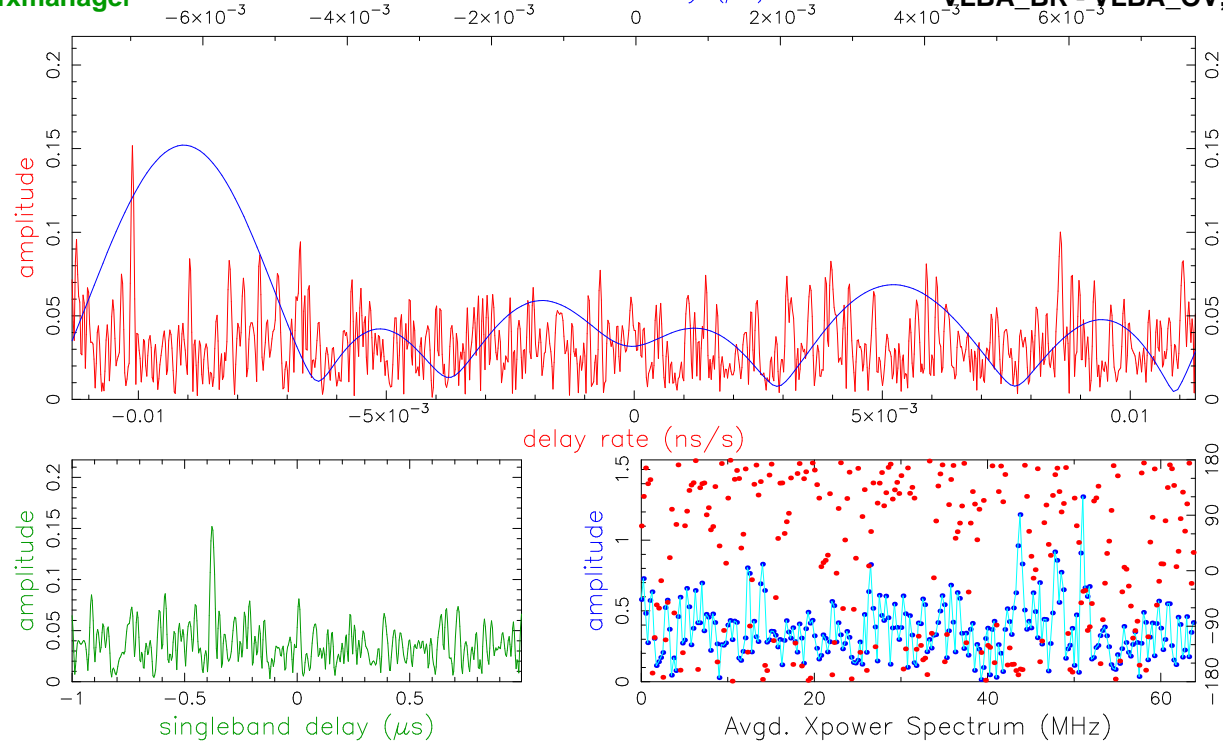 −6×10⁻³ −4×10⁻³ −2×10⁻³ 0 2×10⁻³ 4×10⁻³ 6×10⁻³
0.2 0.15 0.1 0.05 0
amplitude
0.2 0.15 0.1 0.05 0
−0.01 −5×10⁻³ 0 5×10⁻³ 0.01
delay rate (ns/s)
0.2 0.15 0.1 0.05 0
amplitude
−1 −0.5 0 0.5
singleband delay (μs)
1.5 1 0.5 0
amplitude
180 90 0 90 −180
0 20 40 60
Avgd. Xpower Spectrum (MHz)